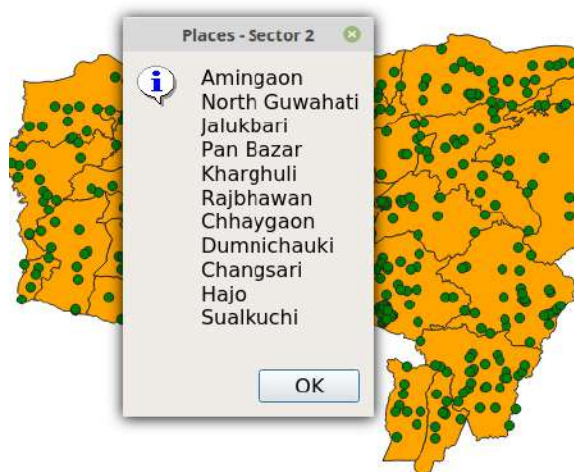 Places - Sector 2
Amingaon
North Guwahati
Jalukbari
Pan Bazar
Kharghuli
Rajbhawan
Chhaygaon
Dumnichauki
Changsari
Hajo
Sualkuchi
OK